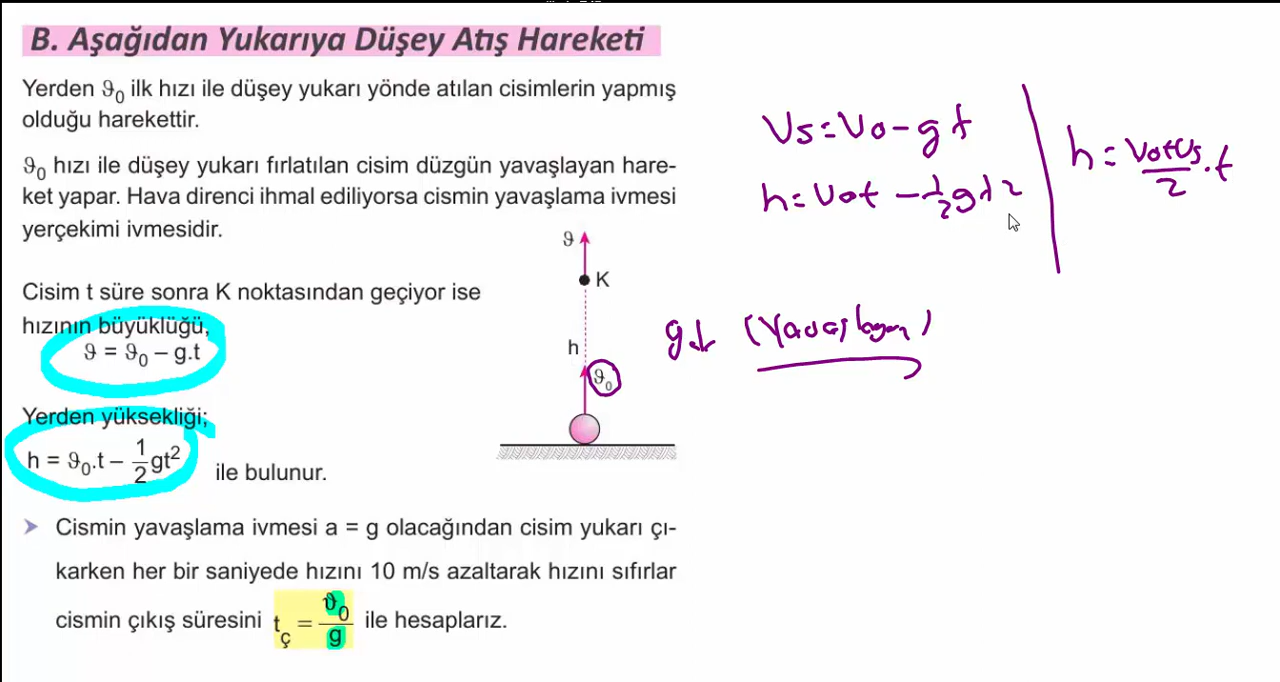 B. Aşağıdan Yukarıya Düşey Atış Hareketi
Yerden ϑ₀ ilk hızı ile düşey yukarı yönde atılan cisimlerin yapmış
olduğu harekettir.
ϑ₀ hızı ile düşey yukarı fırlatılan cisim düzgün yavaşlayan hare-
ket yapar. Hava direnci ihmal ediliyorsa cismin yavaşlama ivmesi
yerçekimi ivmesidir.
Cisim t süre sonra K noktasından geçiyor ise
hızının büyüklüğü,
ϑ = ϑ₀ – g.t
Yerden yüksekliği;
h = ϑ₀.t – 1/2 gt² ile bulunur.
ϑ
K
h
ϑ₀
➤ Cismin yavaşlama ivmesi a = g olacağından cisim yukarı çı-
karken her bir saniyede hızını 10 m/s azaltarak hızını sıfırlar
cismin çıkış süresini t_ç = ϑ₀/g ile hesaplarız.
Vs = V0 - gt
h = V0t - 1/2 gt2
h = V0+Vs/2 . t
g↓ (Yavaşlayan)